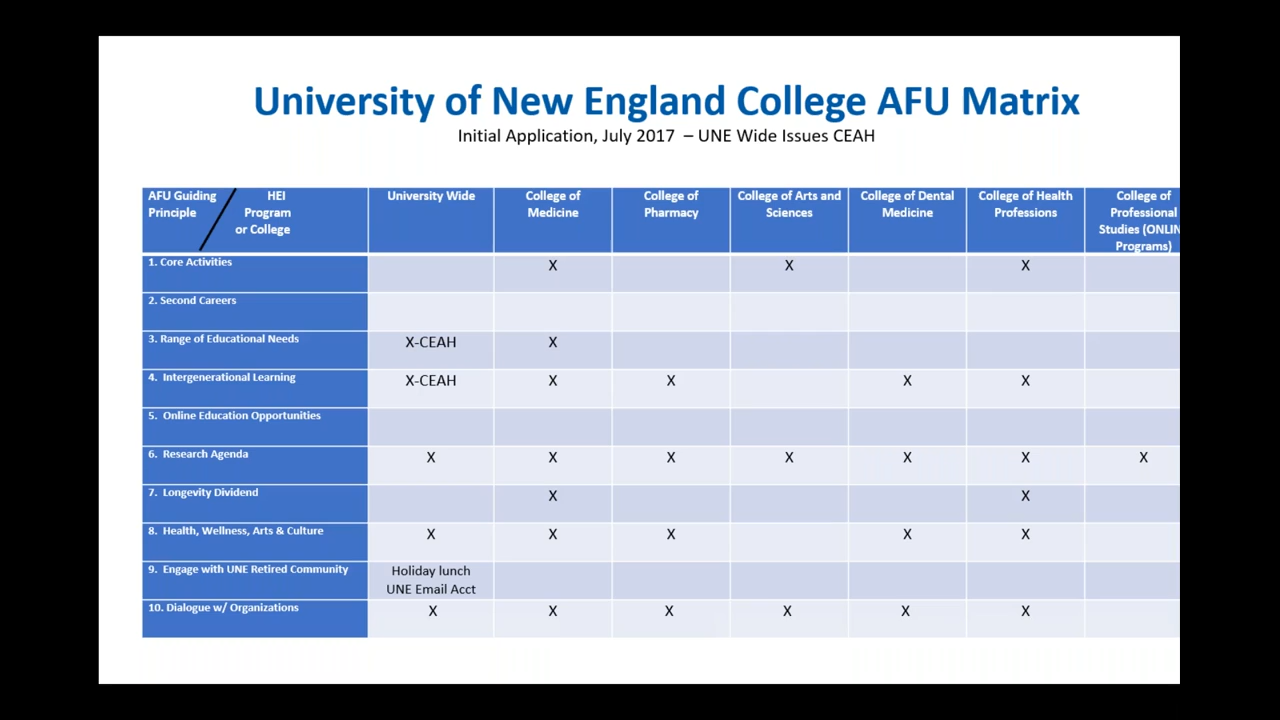 University of New England College AFU Matrix
Initial Application, July 2017 – UNE Wide Issues CEAH
AFU Guiding Principle HEI Program or College
University Wide
College of Medicine
College of Pharmacy
College of Arts and Sciences
College of Dental Medicine
College of Health Professions
College of Professional Studies (ONLIN Programs)
1. Core Activities X X X
2. Second Careers
3. Range of Educational Needs X-CEAH X
4. Intergenerational Learning X-CEAH X X X X
5. Online Education Opportunities
6. Research Agenda X X X X X X X
7. Longevity Dividend X X
8. Health, Wellness, Arts & Culture X X X X X
9. Engage with UNE Retired Community Holiday lunch
UNE Email Acct
10. Dialogue w/ Organizations X X X X X X